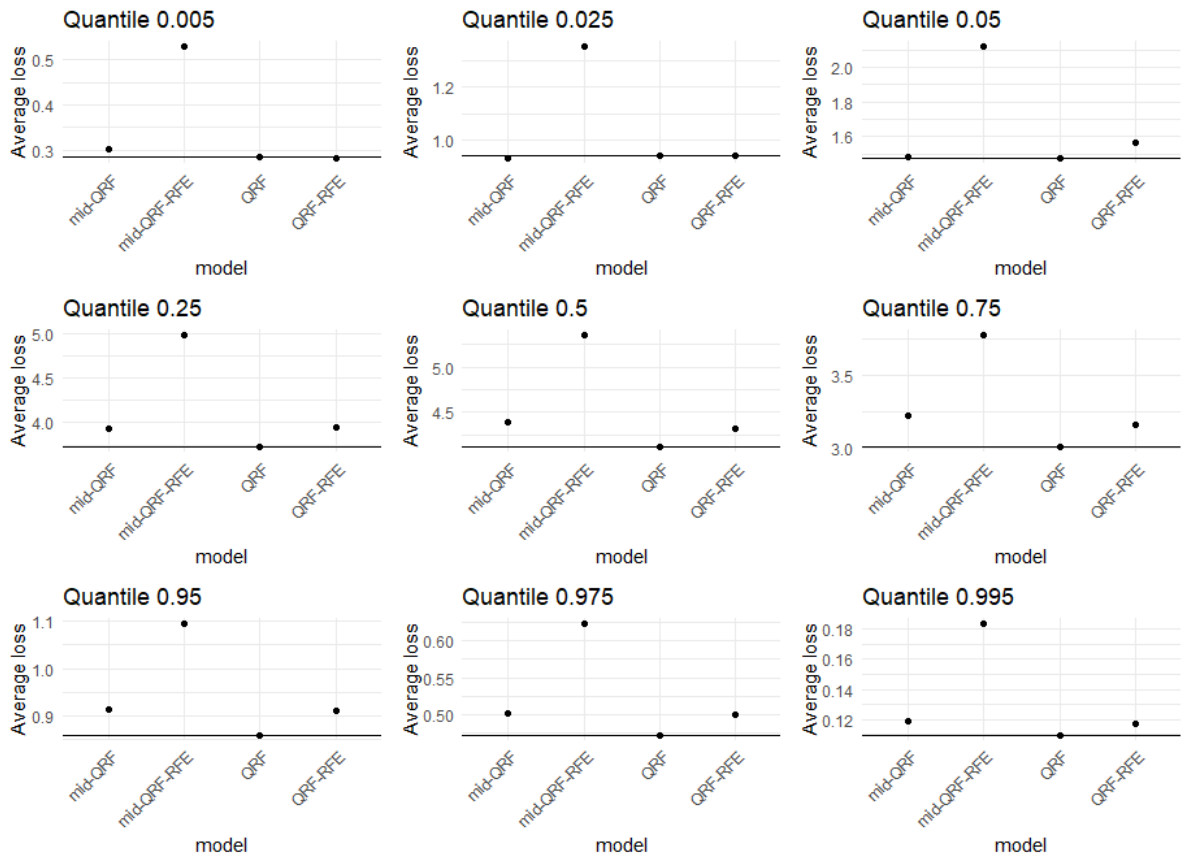 Quantile 0.005
Average loss
0.5
0.4
0.3
mid-QRF
mid-QRF-RFE
QRF
QRF-RFE
model
Quantile 0.025
Average loss
1.2
1.0
mid-QRF
mid-QRF-RFE
QRF
QRF-RFE
model
Quantile 0.05
Average loss
2.0
1.8
1.6
mid-QRF
mid-QRF-RFE
QRF
QRF-RFE
model
Quantile 0.25
Average loss
5.0
4.5
4.0
mid-QRF
mid-QRF-RFE
QRF
QRF-RFE
model
Quantile 0.5
Average loss
5.0
4.5
mid-QRF
mid-QRF-RFE
QRF
QRF-RFE
model
Quantile 0.75
Average loss
3.5
3.0
mid-QRF
mid-QRF-RFE
QRF
QRF-RFE
model
Quantile 0.95
Average loss
1.1
1.0
0.9
mid-QRF
mid-QRF-RFE
QRF
QRF-RFE
model
Quantile 0.975
Average loss
0.60
0.55
0.50
mid-QRF
mid-QRF-RFE
QRF
QRF-RFE
model
Quantile 0.995
Average loss
0.18
0.16
0.14
0.12
mid-QRF
mid-QRF-RFE
QRF
QRF-RFE
model